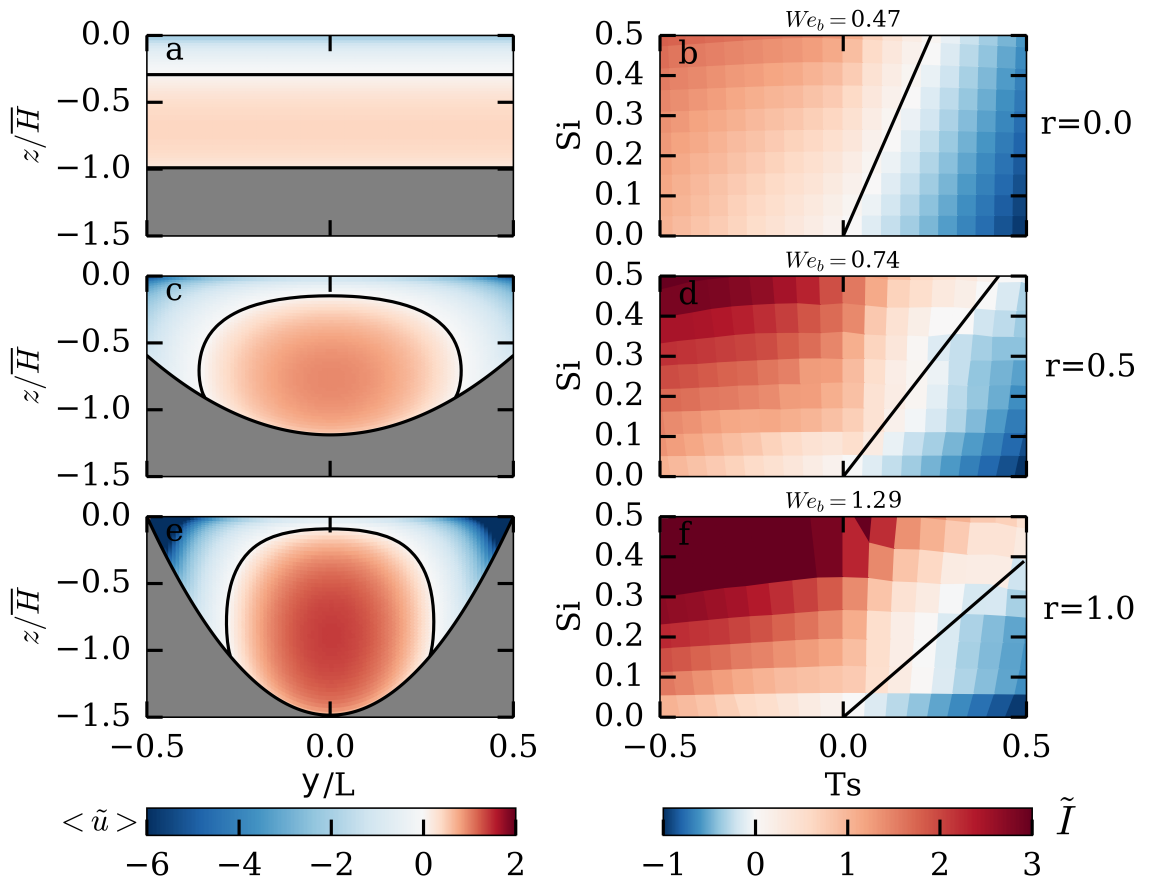 We_b = 0.47
a
z/H̅
0.0
−0.5
−1.0
−1.5
b
Si
0.5
0.4
0.3
0.2
0.1
0.0
r=0.0
We_b = 0.74
c
z/H̅
0.0
−0.5
−1.0
−1.5
d
Si
0.5
0.4
0.3
0.2
0.1
0.0
r=0.5
We_b = 1.29
e
z/H̅
0.0
−0.5
−1.0
−1.5
f
Si
0.5
0.4
0.3
0.2
0.1
0.0
r=1.0
−0.5 0.0 0.5
y/L
−0.5 0.0 0.5
Ts
< ũ >
−6 −4 −2 0 2
Ĩ
−1 0 1 2 3